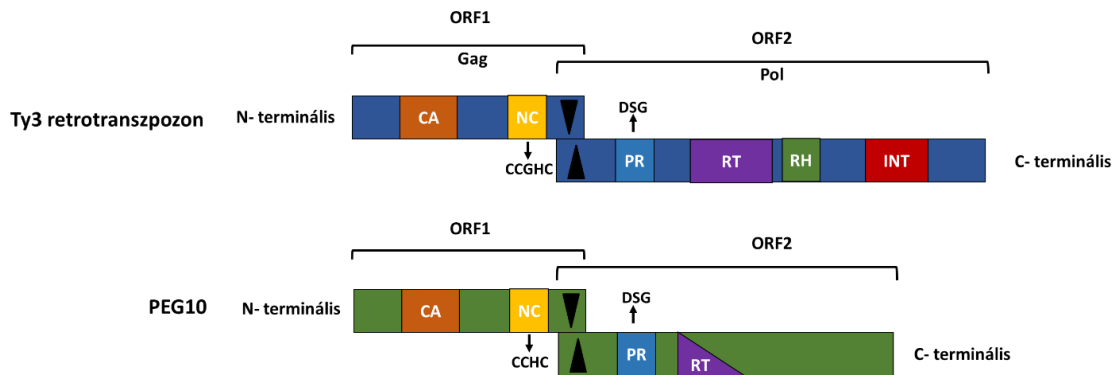 ORF1
ORF2
Gag
Pol
Ty3 retrotranszpozon
N- terminális
CA
NC
DSG
CCGHC
PR
RT
RH
INT
C- terminális
ORF1
ORF2
PEG10
N- terminális
CA
NC
DSG
CCHC
PR
RT
C- terminális